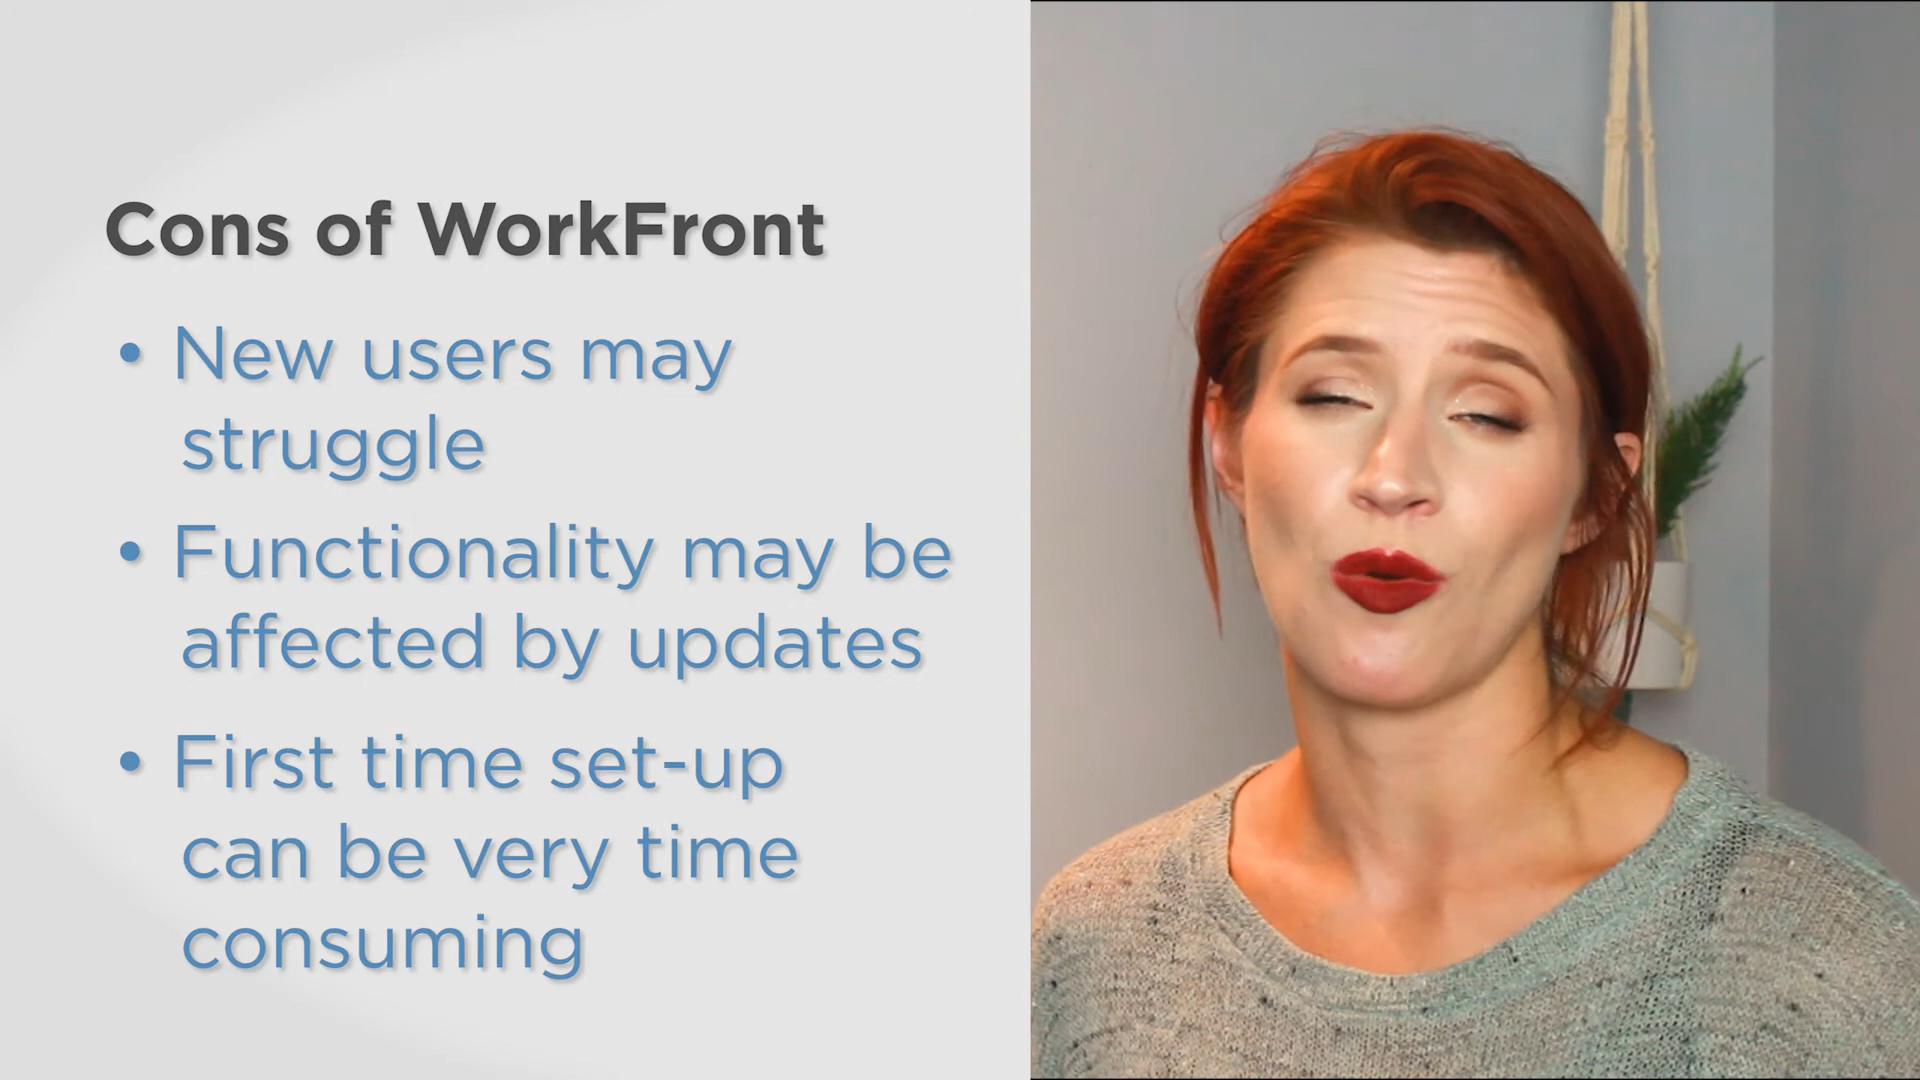 Cons of WorkFront
• New users may
struggle
• Functionality may be
affected by updates
• First time set-up
can be very time
consuming